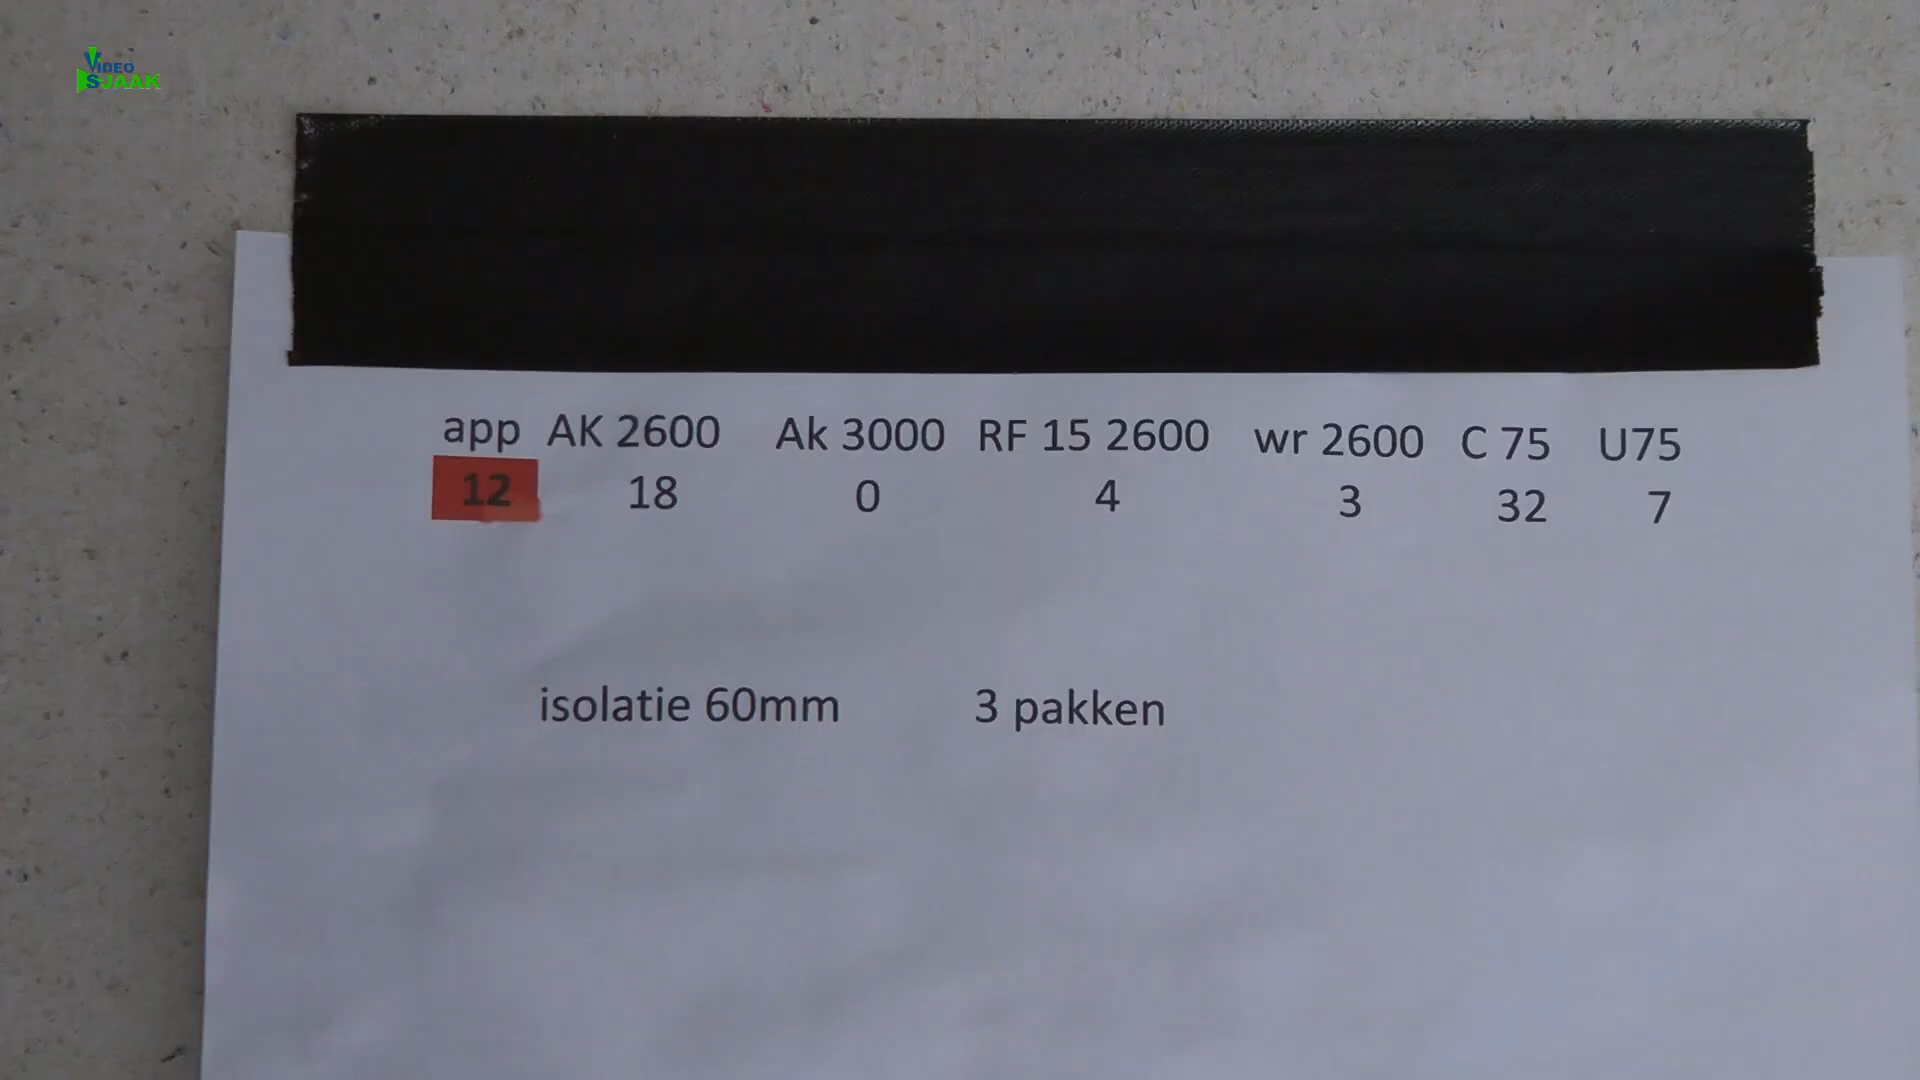 VIDEO
SJAAK
app AK 2600 Ak 3000 RF 15 2600 wr 2600 C 75 U75
12 18 0 4 3 32 7
isolatie 60mm 3 pakken